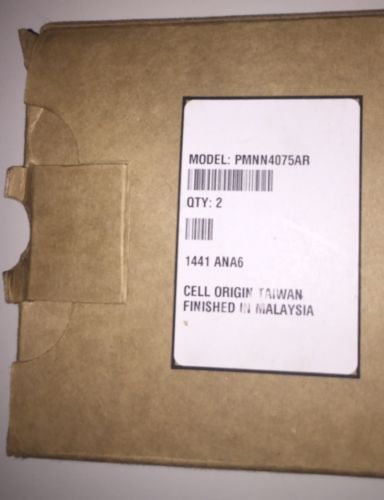 MODEL: PMNN4075AR
QTY: 2
1441 ANA6
CELL ORIGIN TAIWAN
FINISHED IN MALAYSIA